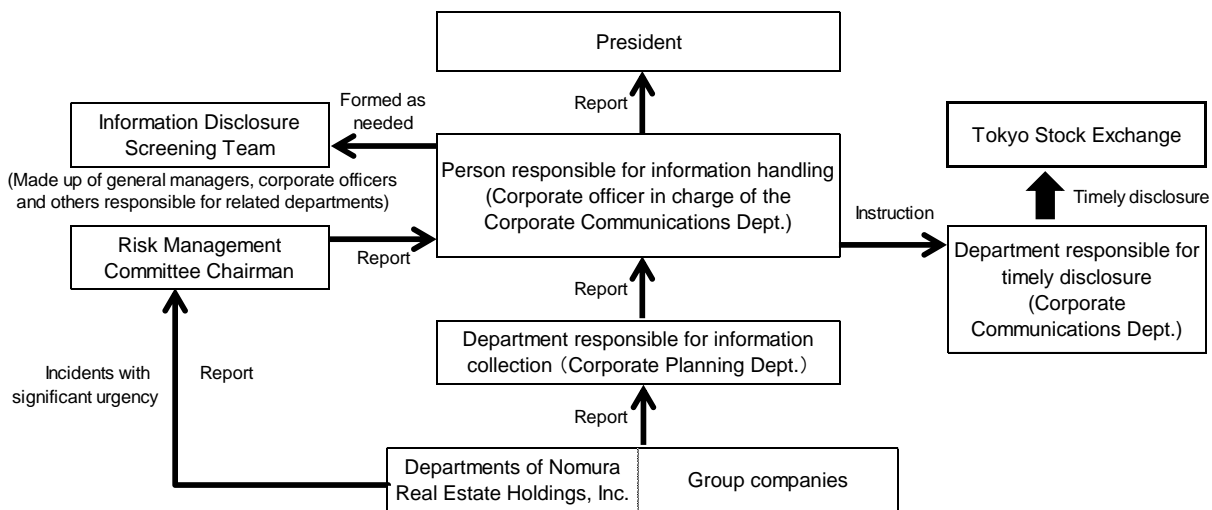 President
Report
Formed as
needed
Information Disclosure
Screening Team
(Made up of general managers, corporate officers
and others responsible for related departments)
Person responsible for information handling
(Corporate officer in charge of the
Corporate Communications Dept.)
Tokyo Stock Exchange
Timely disclosure
Instruction
Risk Management
Committee Chairman
Report
Department responsible for
timely disclosure
(Corporate
Communications Dept.)
Report
Department responsible for information
collection（Corporate Planning Dept.）
Incidents with
significant urgency
Report
Report
Departments of Nomura
Real Estate Holdings, Inc.
Group companies